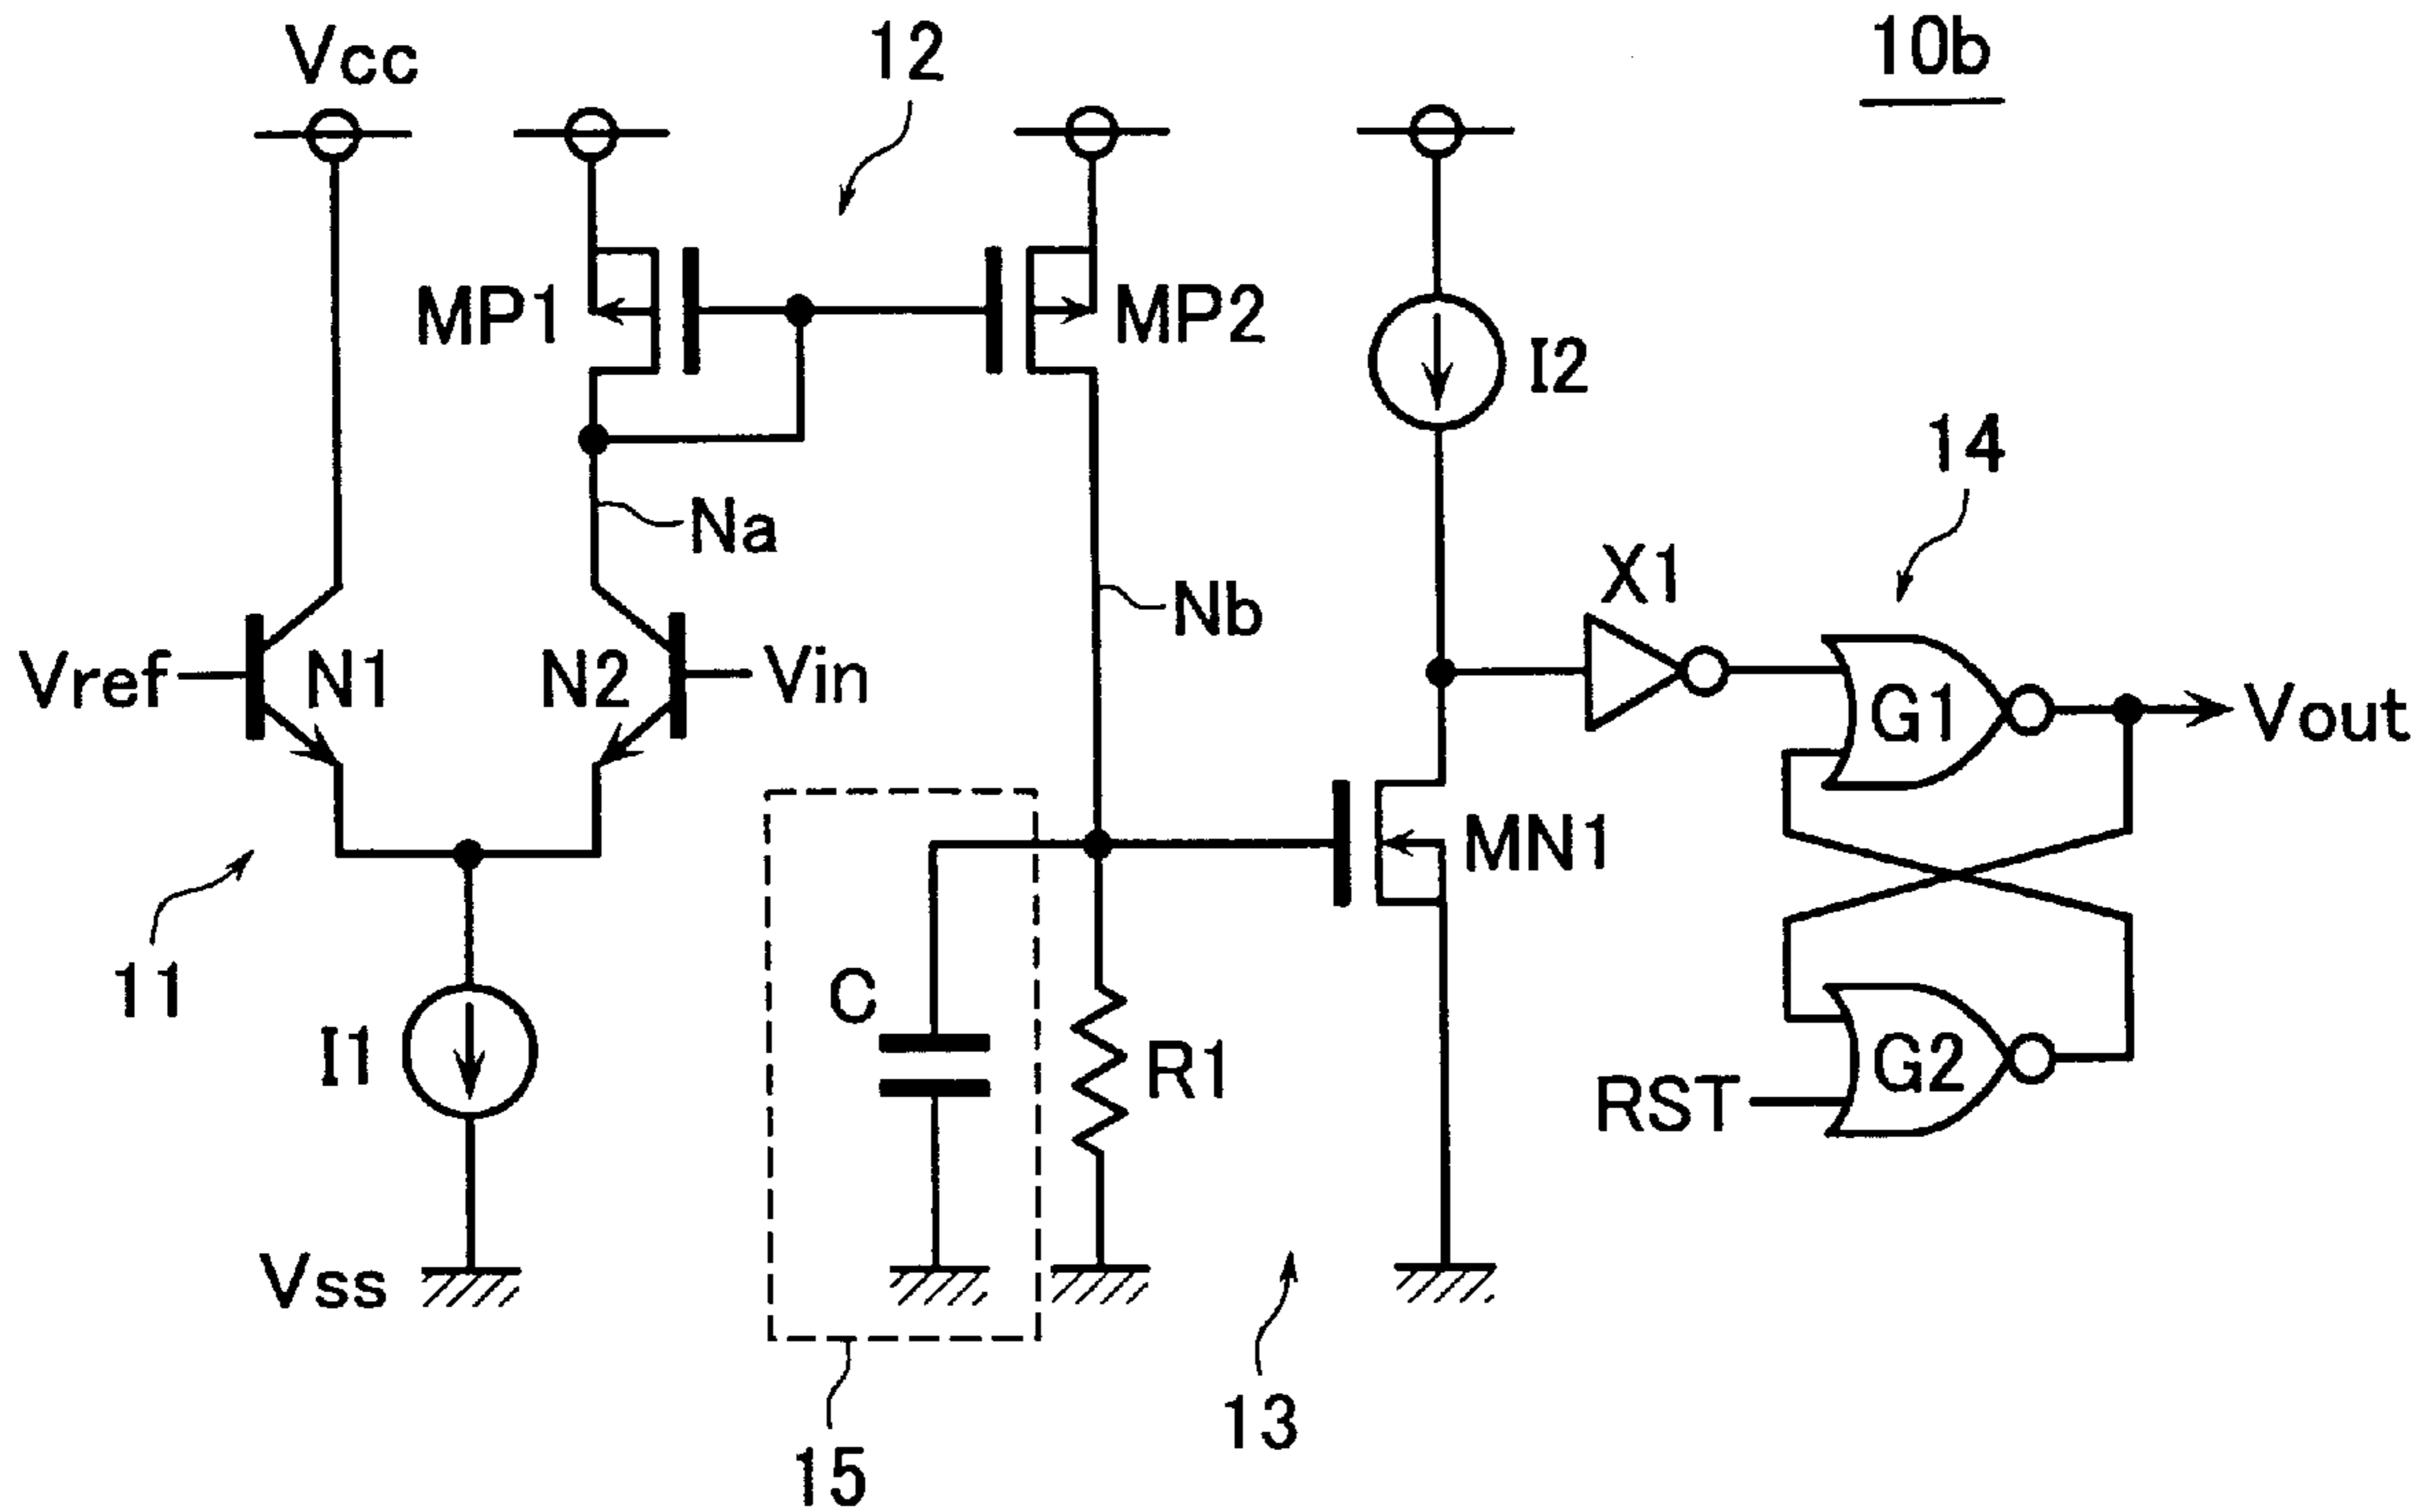 10b
Vcc
12
MP1
MP2
I2
14
Na
Nb
X1
Vref
N1
N2
Vin
G1
Vout
MN1
11
C
I1
R1
G2
RST
Vss
13
15